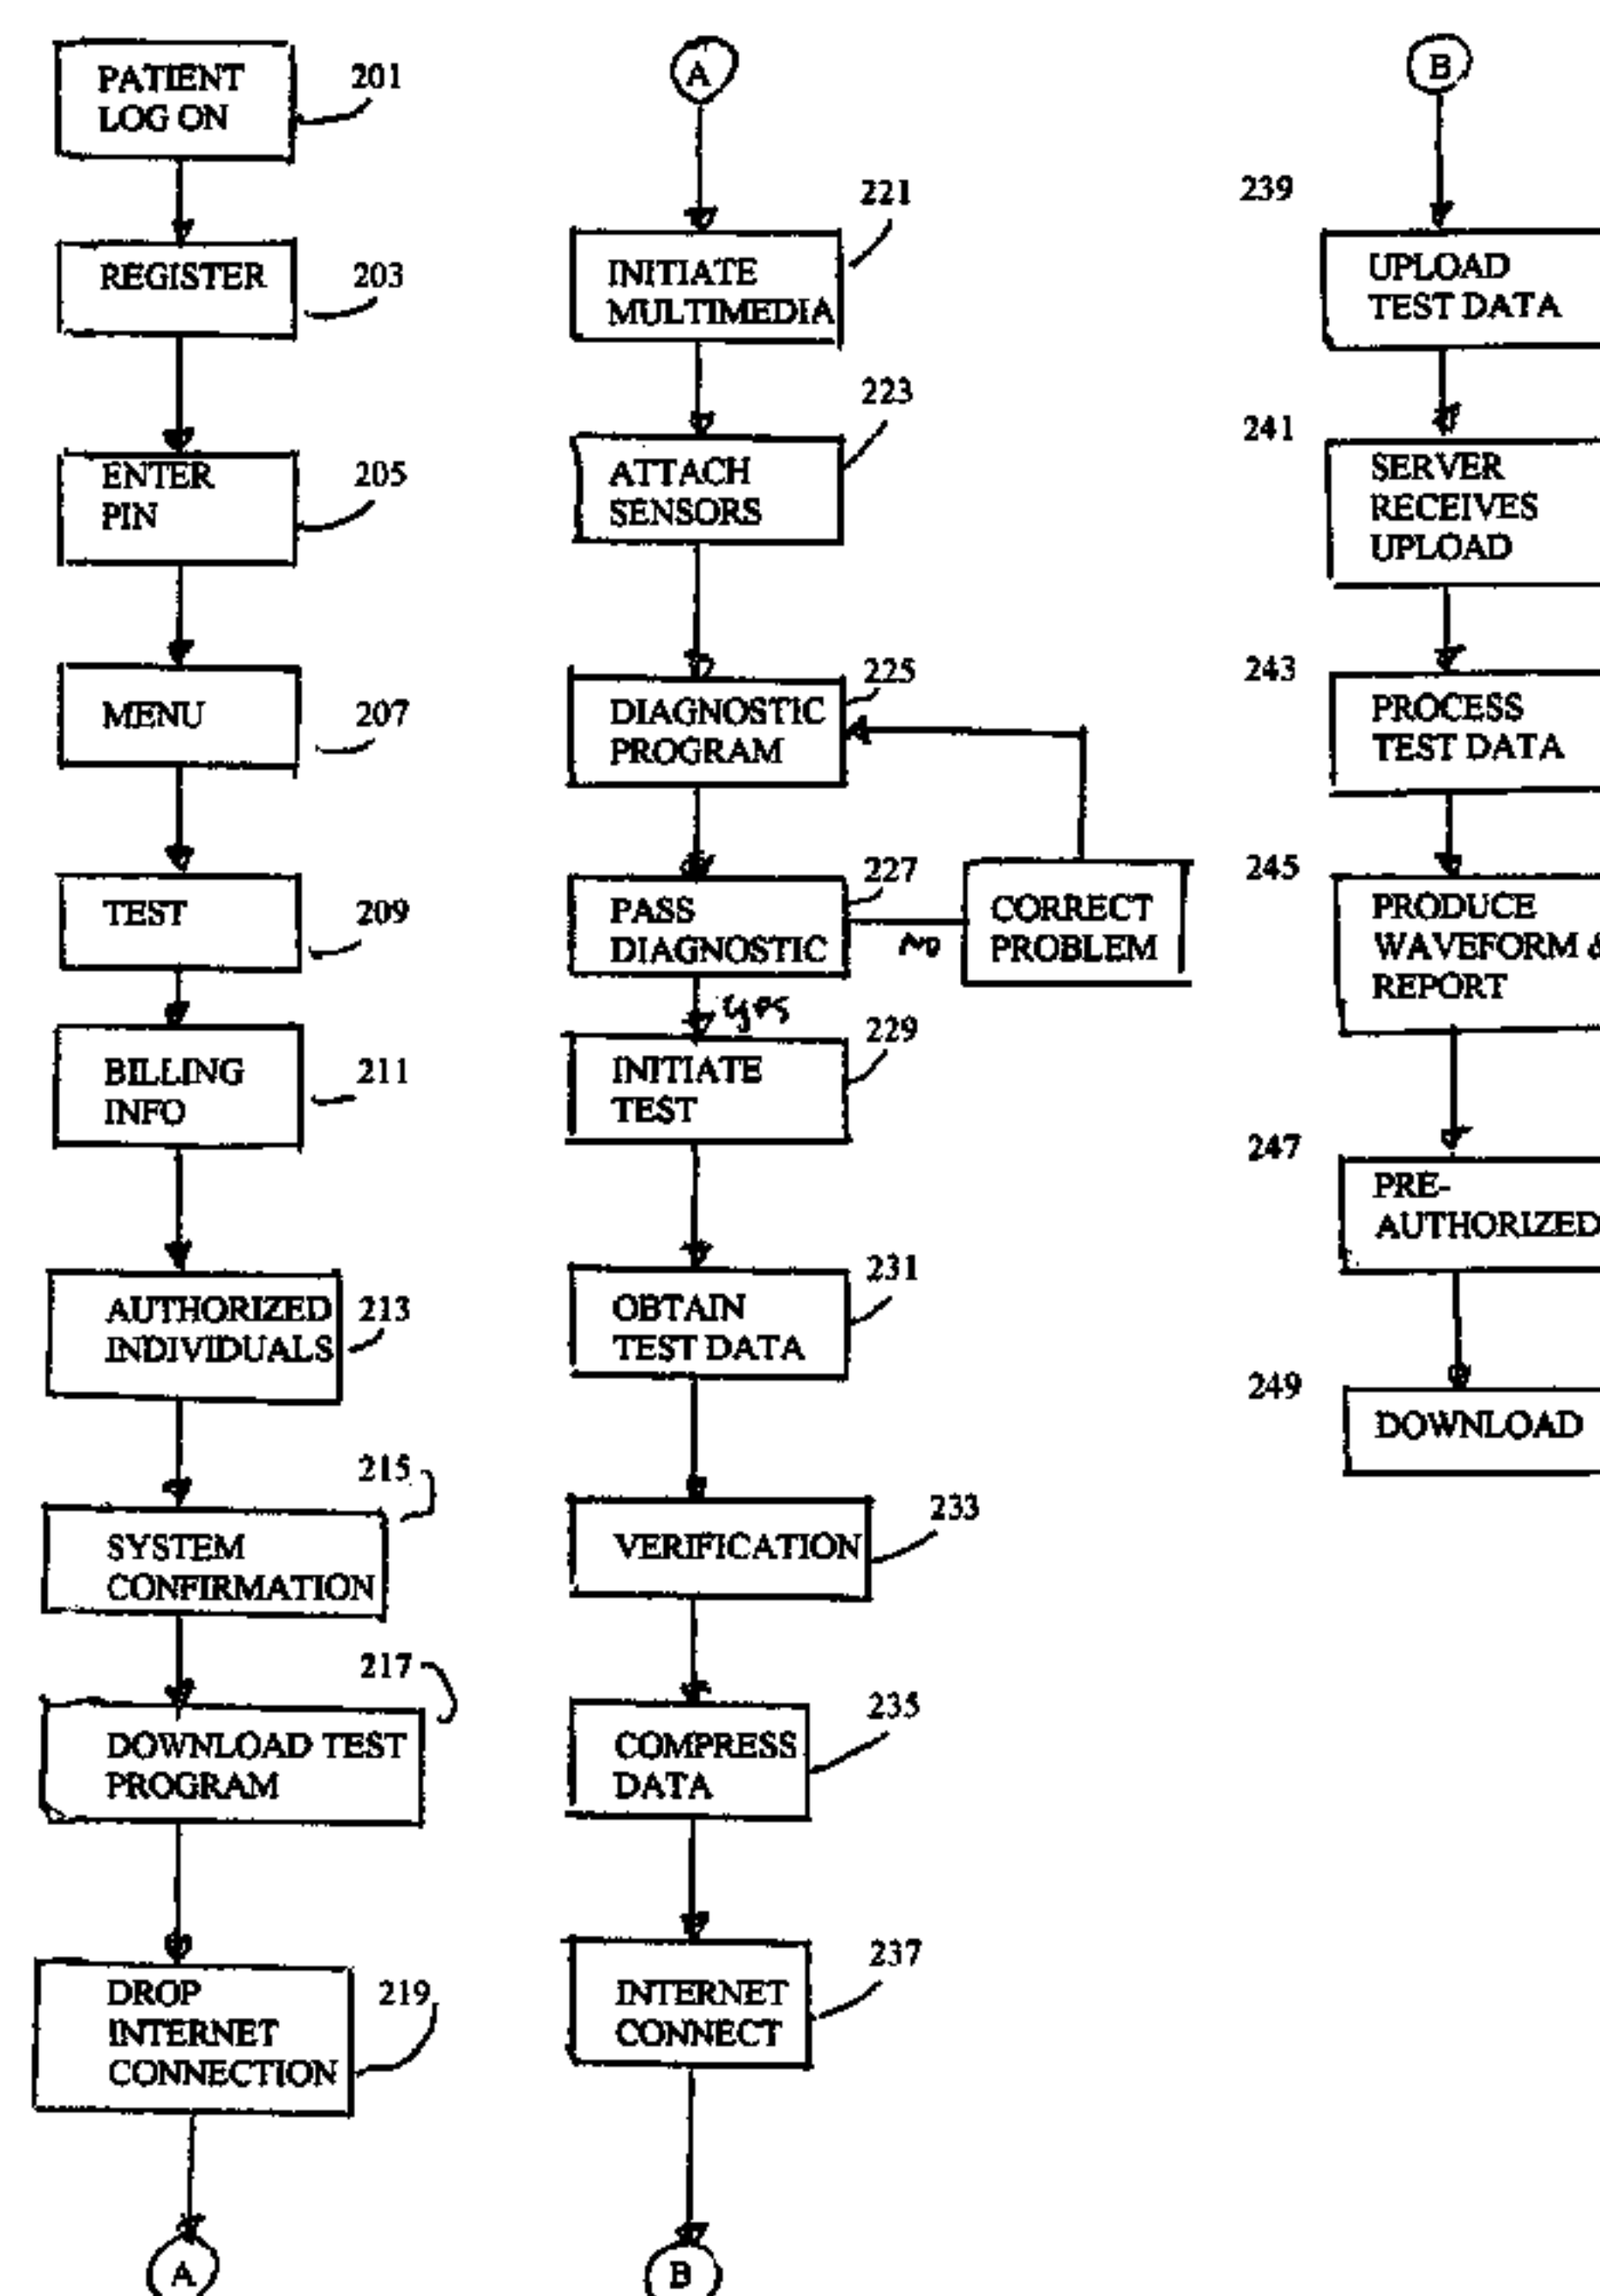 PATIENT
LOG ON
201
REGISTER
203
ENTER
PIN
205
MENU
207
TEST
209
BILLING
INFO
211
AUTHORIZED
INDIVIDUALS
213
215
SYSTEM
CONFIRMATION
217
DOWNLOAD TEST
PROGRAM
DROP
INTERNET
CONNECTION
219
A
A
221
INITIATE
MULTIMEDIA
223
ATTACH
SENSORS
225
DIAGNOSTIC
PROGRAM
227
PASS
DIAGNOSTIC
NO
CORRECT
PROBLEM
yes
229
INITIATE
TEST
231
OBTAIN
TEST DATA
233
VERIFICATION
235
COMPRESS
DATA
237
INTERNET
CONNECT
B
B
239
UPLOAD
TEST DATA
241
SERVER
RECEIVES
UPLOAD
243
PROCESS
TEST DATA
245
PRODUCE
WAVEFORM &
REPORT
247
PRE-
AUTHORIZED
249
DOWNLOAD